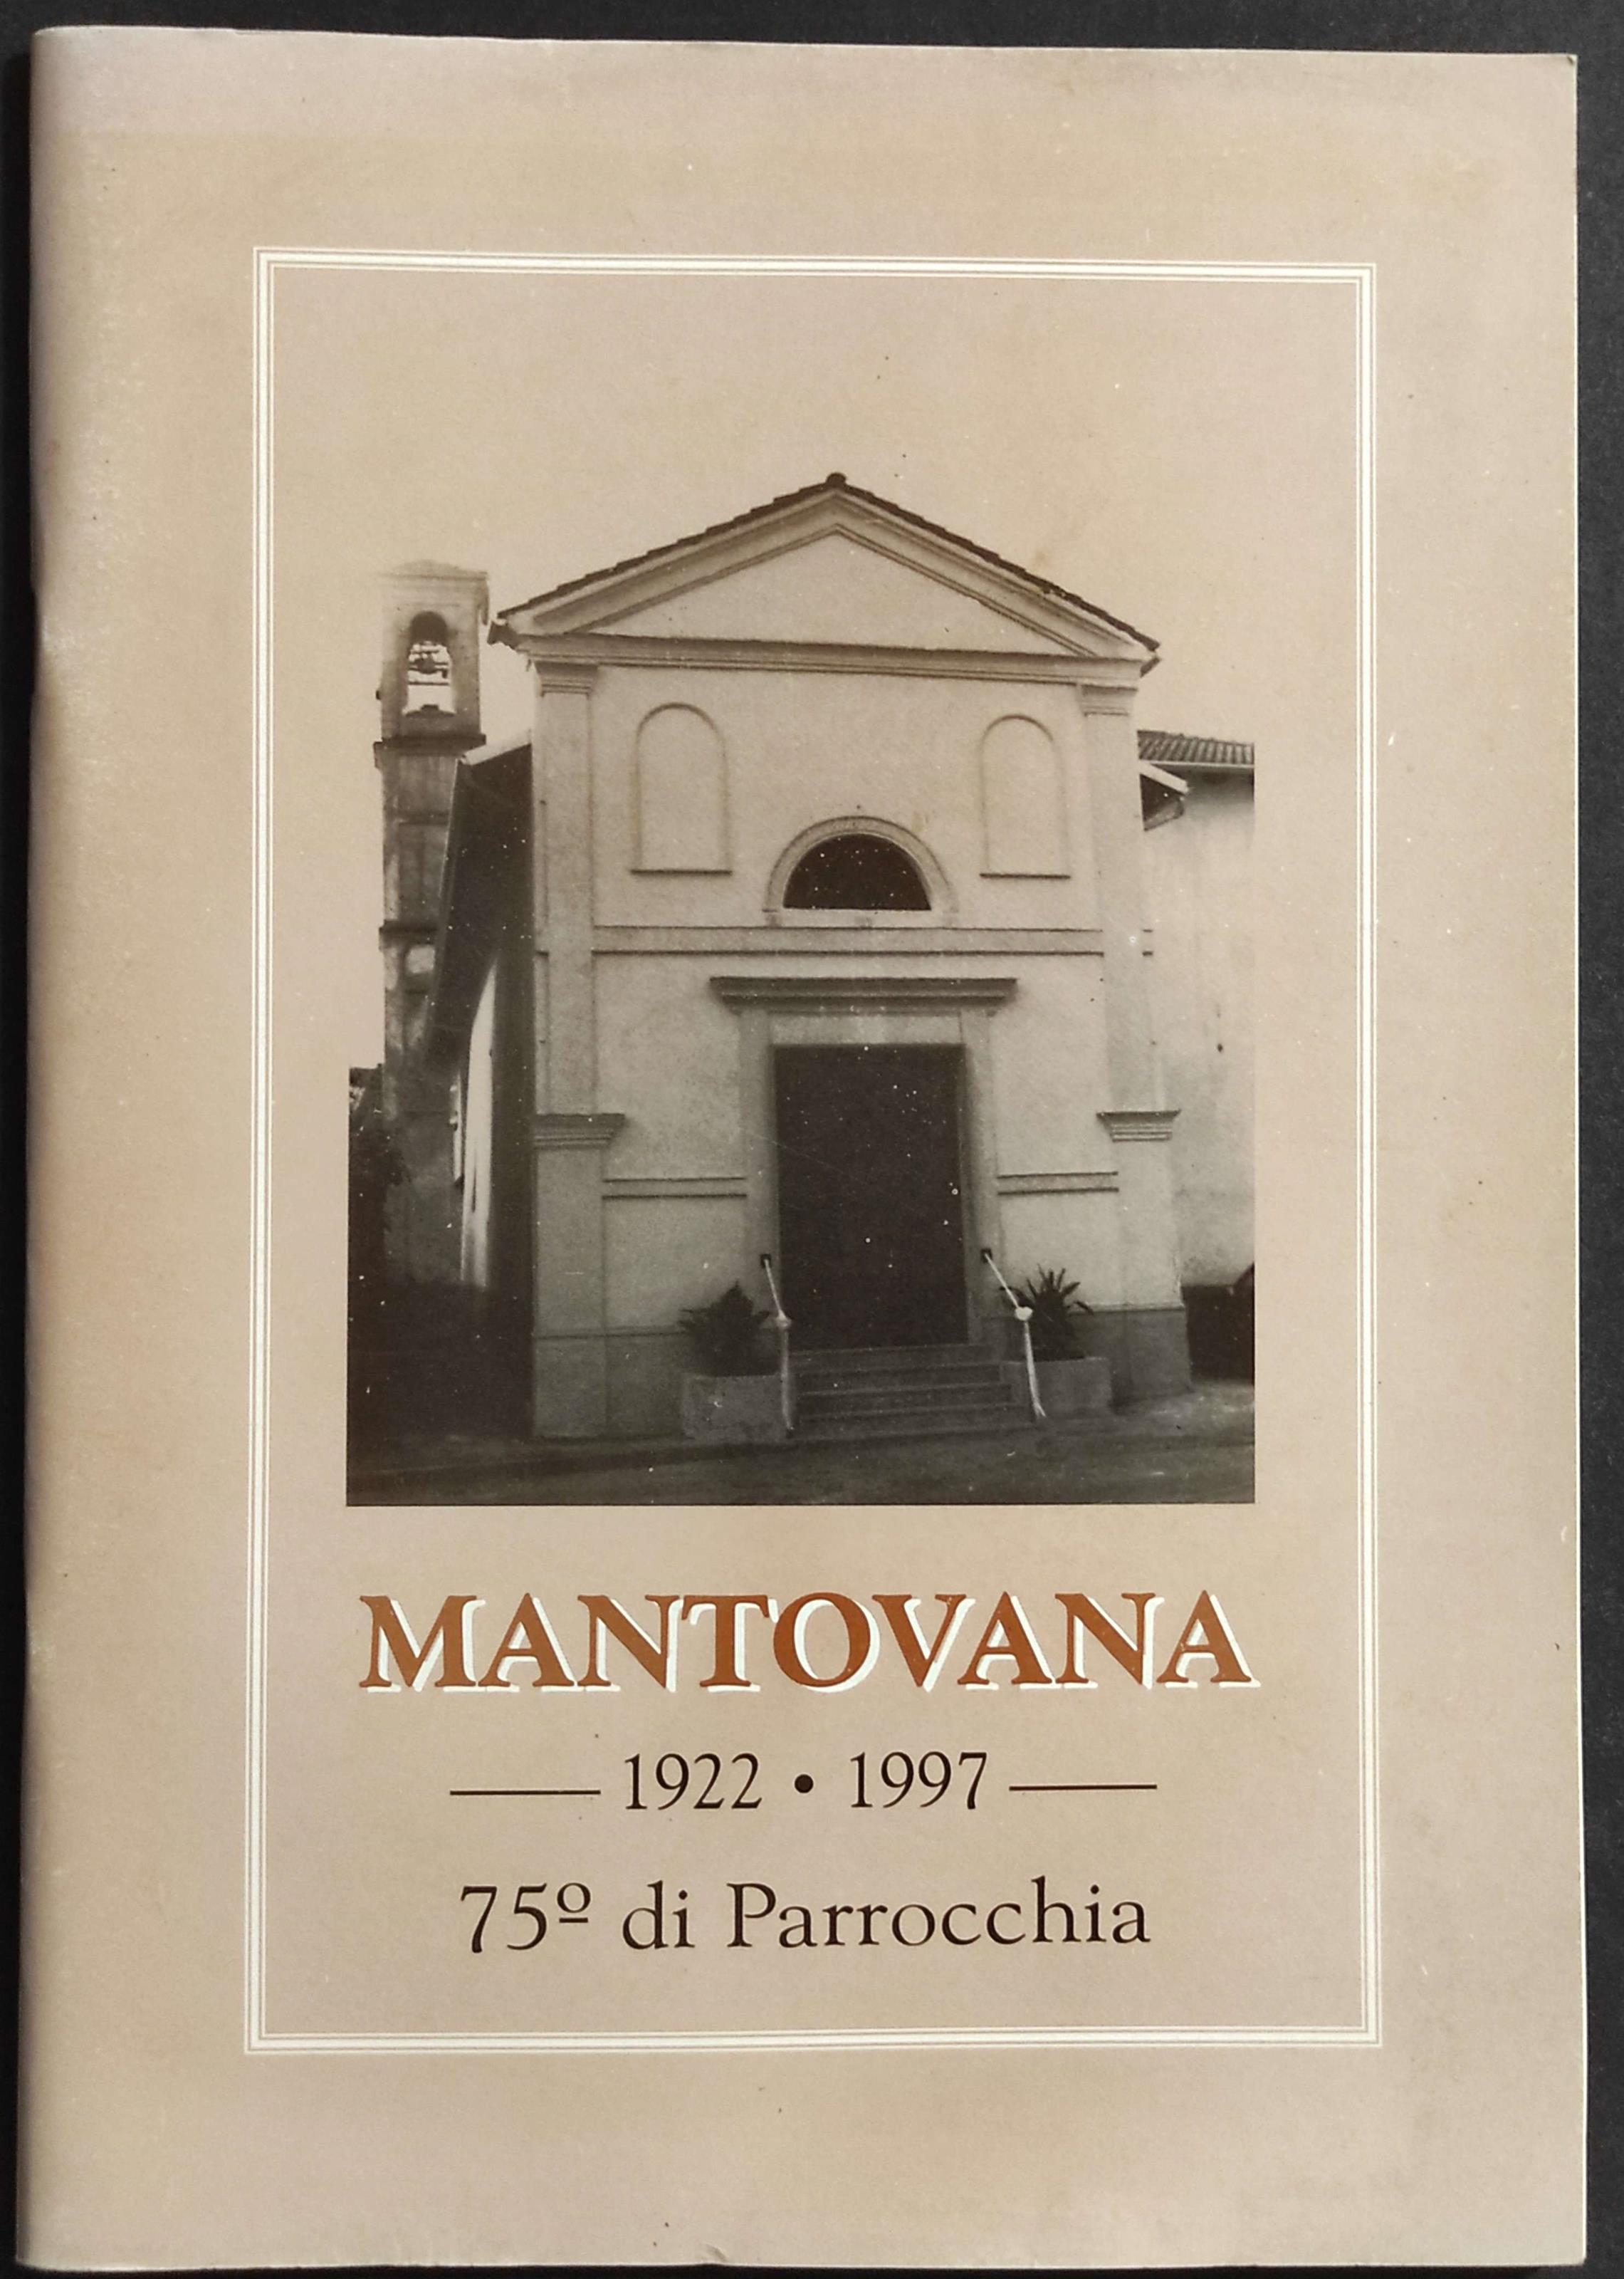 MANTOVANA
1922 • 1997
75º di Parrocchia